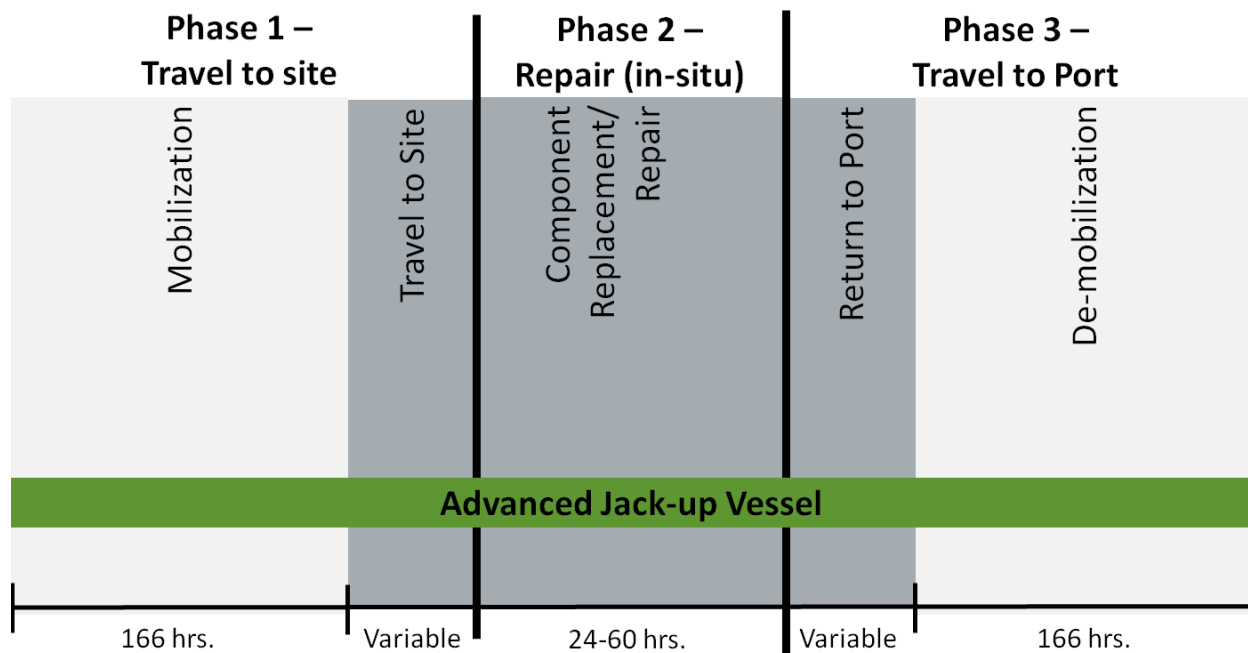 Phase 1 –
Travel to site
Phase 2 –
Repair (in-situ)
Phase 3 –
Travel to Port
Mobilization
Travel to Site
Component
Replacement/
Repair
Return to Port
De-mobilization
Advanced Jack-up Vessel
166 hrs.
Variable
24-60 hrs.
Variable
166 hrs.